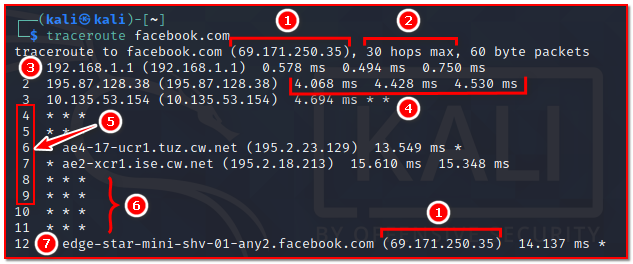 ┌──(kali㉿kali)-[~]
└─$ traceroute facebook.com
traceroute to facebook.com (69.171.250.35), 30 hops max, 60 byte packets
192.168.1.1 (192.168.1.1) 0.578 ms 0.494 ms 0.750 ms
2 195.87.128.38 (195.87.128.38) 4.068 ms 4.428 ms 4.530 ms
3 10.135.53.154 (10.135.53.154) 4.694 ms * *
4 * * *
5 * *
6 ae4-17-ucr1.tuz.cw.net (195.2.23.129) 13.549 ms *
7 * ae2-xcr1.ise.cw.net (195.2.18.213) 15.610 ms 15.348 ms
8 * * *
9 * * *
10 * * *
11 * * *
12 edge-star-mini-shv-01-any2.facebook.com (69.171.250.35) 14.137 ms *
1
2
3
4
5
6
1
7
KALI
BY OFFENSIVE SECURITY